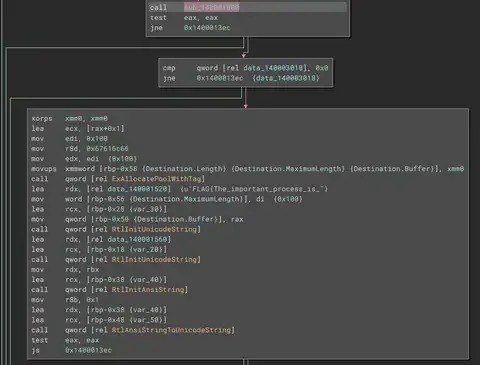 call sub_140001000
test eax, eax
jne 0x1400013ec
cmp qword [rel data_140003018], 0x0
jne 0x1400013ec {data_140003018}
xorps xmm0, xmm0
lea ecx, [rax+0x1]
mov edi, 0x100
mov r8d, 0x67616c66
mov edx, edi {0x100}
movups xmmword [rbp-0x58 {Destination.Length} {Destination.MaximumLength} {Destination.Buffer}], xmm0
call qword [rel ExAllocatePoolWithTag]
lea rdx, [rel data_140001520] {u"FLAG{The_important_process_is_"}
mov word [rbp-0x56 {Destination.MaximumLength}], di {0x100}
lea rcx, [rbp-0x28 {var_30}]
mov qword [rbp-0x50 {Destination.Buffer}], rax
call qword [rel RtlInitUnicodeString]
lea rdx, [rel data_140001560]
lea rcx, [rbp-0x18 {var_20}]
call qword [rel RtlInitUnicodeString]
mov rdx, rbx
lea rcx, [rbp-0x38 {var_40}]
call qword [rel RtlInitAnsiString]
mov r8b, 0x1
lea rdx, [rbp-0x38 {var_40}]
lea rcx, [rbp-0x48 {var_50}]
call qword [rel RtlAnsiStringToUnicodeString]
test eax, eax
js 0x1400013ec